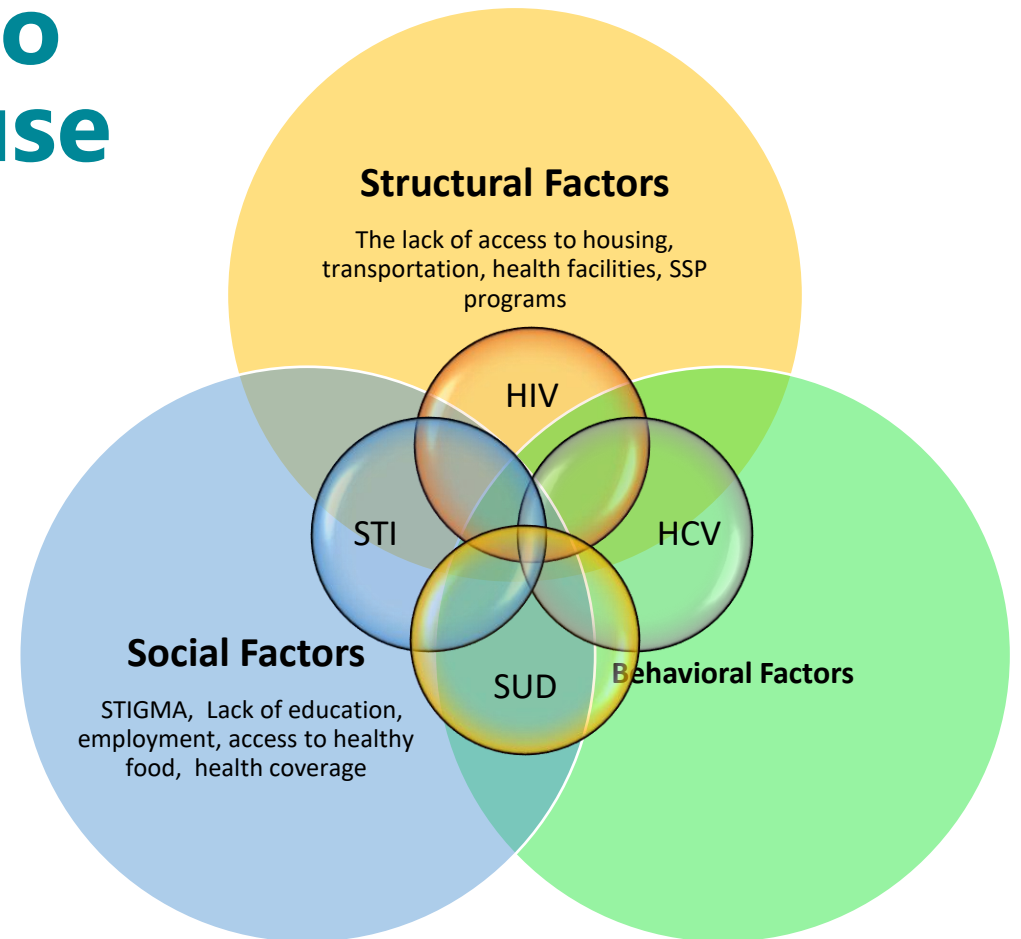 o
use
Structural Factors
The lack of access to housing,
transportation, health facilities, SSP
programs
HIV
STI
HCV
Social Factors
SUD
Behavioral Factors
STIGMA,  Lack of education,
employment, access to healthy
food,  health coverage